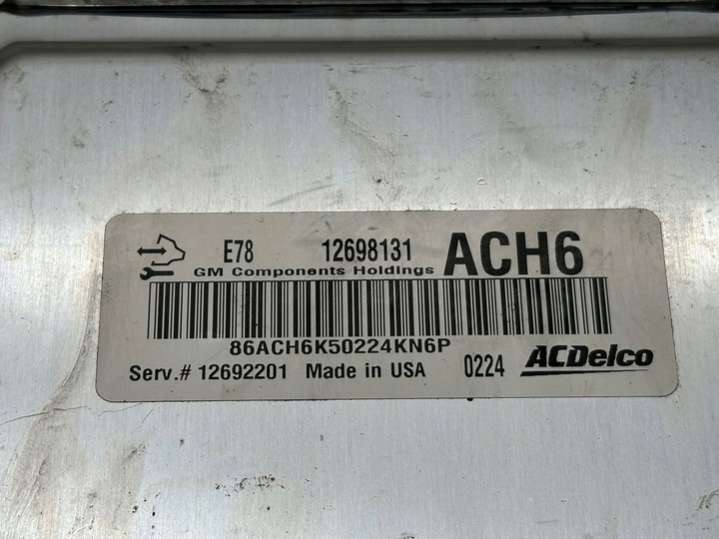 E78 12698131 ACH6
GM Components Holdings
86ACH6K50224KN6P
Serv.# 12692201 Made in USA 0224 ACDelco